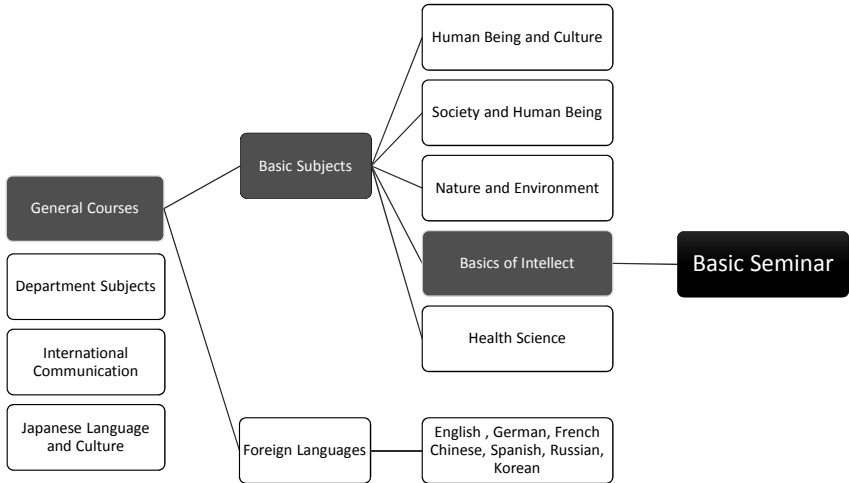 General Courses
Department Subjects
International
Communication
Japanese Language
and Culture
Basic Subjects
Foreign Languages
Human Being and Culture
Society and Human Being
Nature and Environment
Basics of Intellect
Health Science
English , German, French
Chinese, Spanish, Russian,
Korean
Basic Seminar